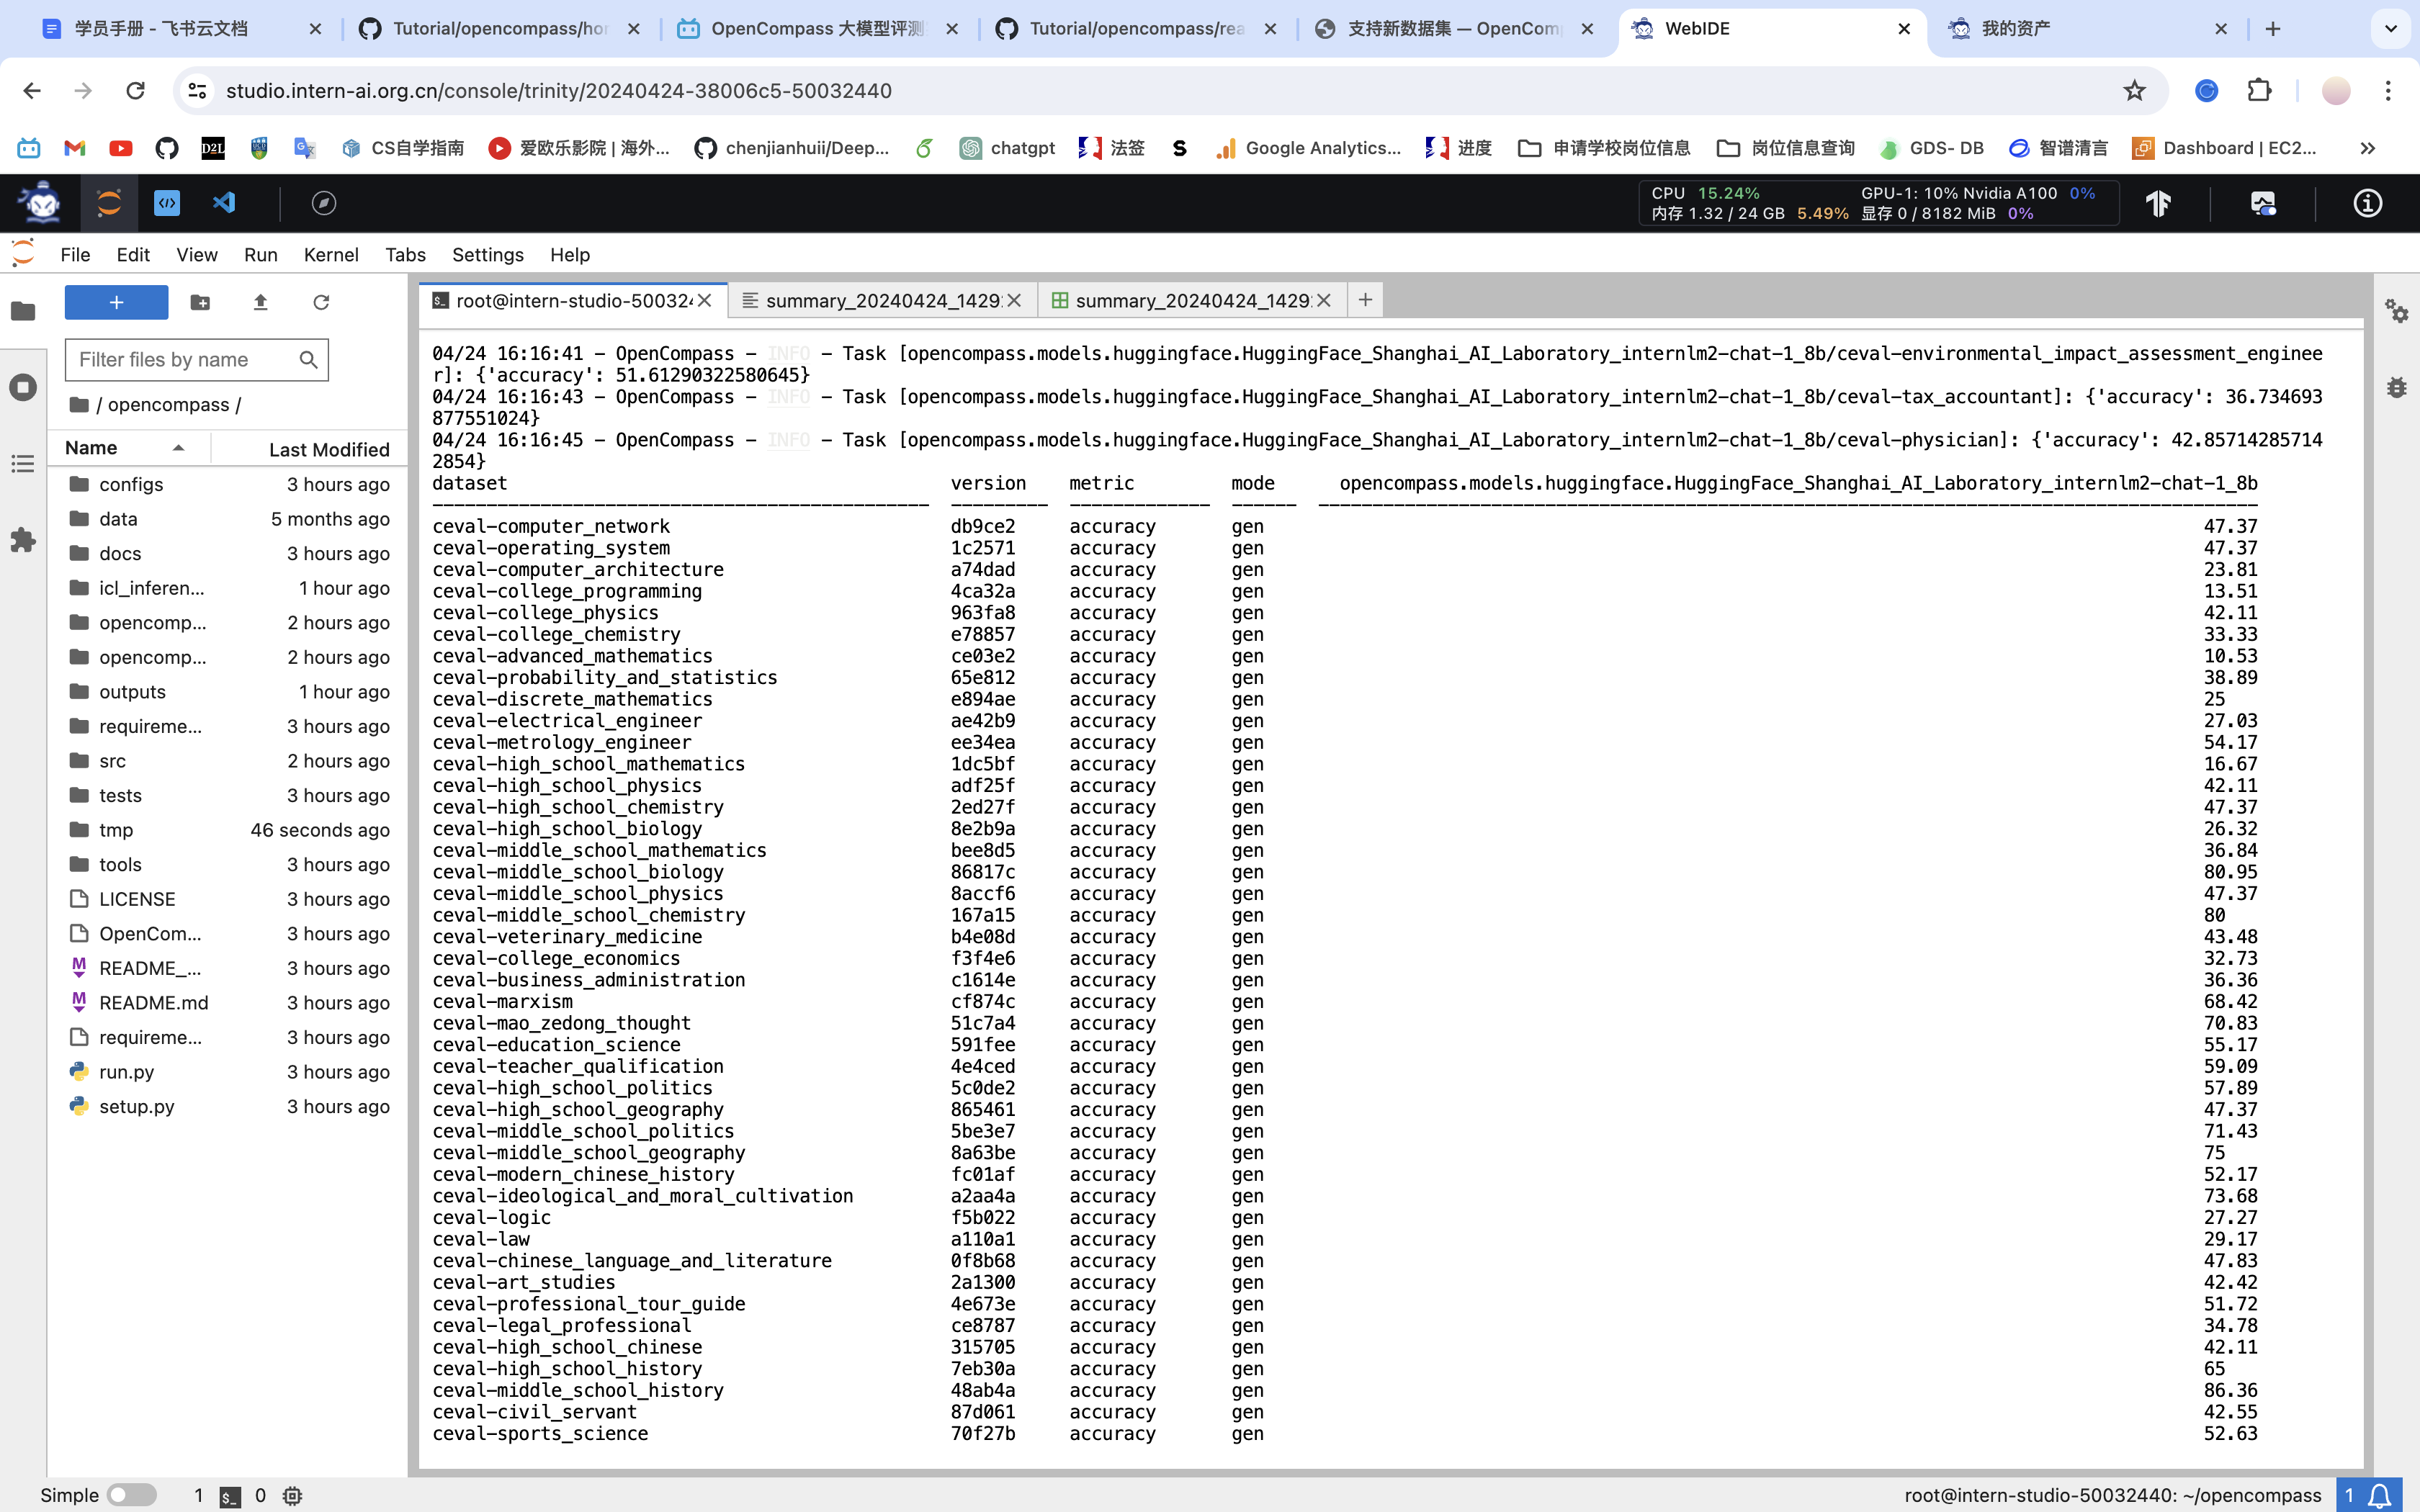 学员手册 - 飞书云文档
Tutorial/opencompass/hor
OpenCompass 大模型评测
Tutorial/opencompass/rea
支持新数据集 — OpenComp
WebIDE
我的资产
studio.intern-ai.org.cn/console/trinity/20240424-38006c5-50032440
D2L
CS自学指南
爱欧乐影院 | 海外...
chenjianhuii/Deep...
chatgpt
法签
S
Google Analytics...
进度
申请学校岗位信息
岗位信息查询
GDS- DB
智谱清言
Dashboard | EC2...
CPU 15.24% GPU-1: 10% Nvidia A100 0%
内存 1.32 / 24 GB 5.49% 显存 0 / 8182 MiB 0%
File Edit View Run Kernel Tabs Settings Help
root@intern-studio-500324
summary_20240424_1429
summary_20240424_1429
Filter files by name
/ opencompass /
Name Last Modified
configs 3 hours ago
data 5 months ago
docs 3 hours ago
icl_inferen... 1 hour ago
opencomp... 2 hours ago
opencomp... 2 hours ago
outputs 1 hour ago
requireme... 3 hours ago
src 2 hours ago
tests 3 hours ago
tmp 46 seconds ago
tools 3 hours ago
LICENSE 3 hours ago
OpenCom... 3 hours ago
README_... 3 hours ago
README.md 3 hours ago
requireme... 3 hours ago
run.py 3 hours ago
setup.py 3 hours ago
04/24 16:16:41 - OpenCompass - INFO - Task [opencompass.models.huggingface.HuggingFace_Shanghai_AI_Laboratory_internlm2-chat-1_8b/ceval-environmental_impact_assessment_enginee
r]: {'accuracy': 51.61290322580645}
04/24 16:16:43 - OpenCompass - INFO - Task [opencompass.models.huggingface.HuggingFace_Shanghai_AI_Laboratory_internlm2-chat-1_8b/ceval-tax_accountant]: {'accuracy': 36.734693
877551024}
04/24 16:16:45 - OpenCompass - INFO - Task [opencompass.models.huggingface.HuggingFace_Shanghai_AI_Laboratory_internlm2-chat-1_8b/ceval-physician]: {'accuracy': 42.85714285714
2854}
dataset version metric mode opencompass.models.huggingface.HuggingFace_Shanghai_AI_Laboratory_internlm2-chat-1_8b
ceval-computer_network db9ce2 accuracy gen 47.37
ceval-operating_system 1c2571 accuracy gen 47.37
ceval-computer_architecture a74dad accuracy gen 23.81
ceval-college_programming 4ca32a accuracy gen 13.51
ceval-college_physics 963fa8 accuracy gen 42.11
ceval-college_chemistry e78857 accuracy gen 33.33
ceval-advanced_mathematics ce03e2 accuracy gen 10.53
ceval-probability_and_statistics 65e812 accuracy gen 38.89
ceval-discrete_mathematics e894ae accuracy gen 25
ceval-electrical_engineer ae42b9 accuracy gen 27.03
ceval-metrology_engineer ee34ea accuracy gen 54.17
ceval-high_school_mathematics 1dc5bf accuracy gen 16.67
ceval-high_school_physics adf25f accuracy gen 42.11
ceval-high_school_chemistry 2ed27f accuracy gen 47.37
ceval-high_school_biology 8e2b9a accuracy gen 26.32
ceval-middle_school_mathematics bee8d5 accuracy gen 36.84
ceval-middle_school_biology 86817c accuracy gen 80.95
ceval-middle_school_physics 8accf6 accuracy gen 47.37
ceval-middle_school_chemistry 167a15 accuracy gen 80
ceval-veterinary_medicine b4e08d accuracy gen 43.48
ceval-college_economics f3f4e6 accuracy gen 32.73
ceval-business_administration c1614e accuracy gen 36.36
ceval-marxism cf874c accuracy gen 68.42
ceval-mao_zedong_thought 51c7a4 accuracy gen 70.83
ceval-education_science 591fee accuracy gen 55.17
ceval-teacher_qualification 4e4ced accuracy gen 59.09
ceval-high_school_politics 5c0de2 accuracy gen 57.89
ceval-high_school_geography 865461 accuracy gen 47.37
ceval-middle_school_politics 5be3e7 accuracy gen 71.43
ceval-middle_school_geography 8a63be accuracy gen 75
ceval-modern_chinese_history fc01af accuracy gen 52.17
ceval-ideological_and_moral_cultivation a2aa4a accuracy gen 73.68
ceval-logic f5b022 accuracy gen 27.27
ceval-law a110a1 accuracy gen 29.17
ceval-chinese_language_and_literature 0f8b68 accuracy gen 47.83
ceval-art_studies 2a1300 accuracy gen 42.42
ceval-professional_tour_guide 4e673e accuracy gen 51.72
ceval-legal_professional ce8787 accuracy gen 34.78
ceval-high_school_chinese 315705 accuracy gen 42.11
ceval-high_school_history 7eb30a accuracy gen 65
ceval-middle_school_history 48ab4a accuracy gen 86.36
ceval-civil_servant 87d061 accuracy gen 42.55
ceval-sports_science 70f27b accuracy gen 52.63
Simple 1 0
root@intern-studio-50032440: ~/opencompass 1